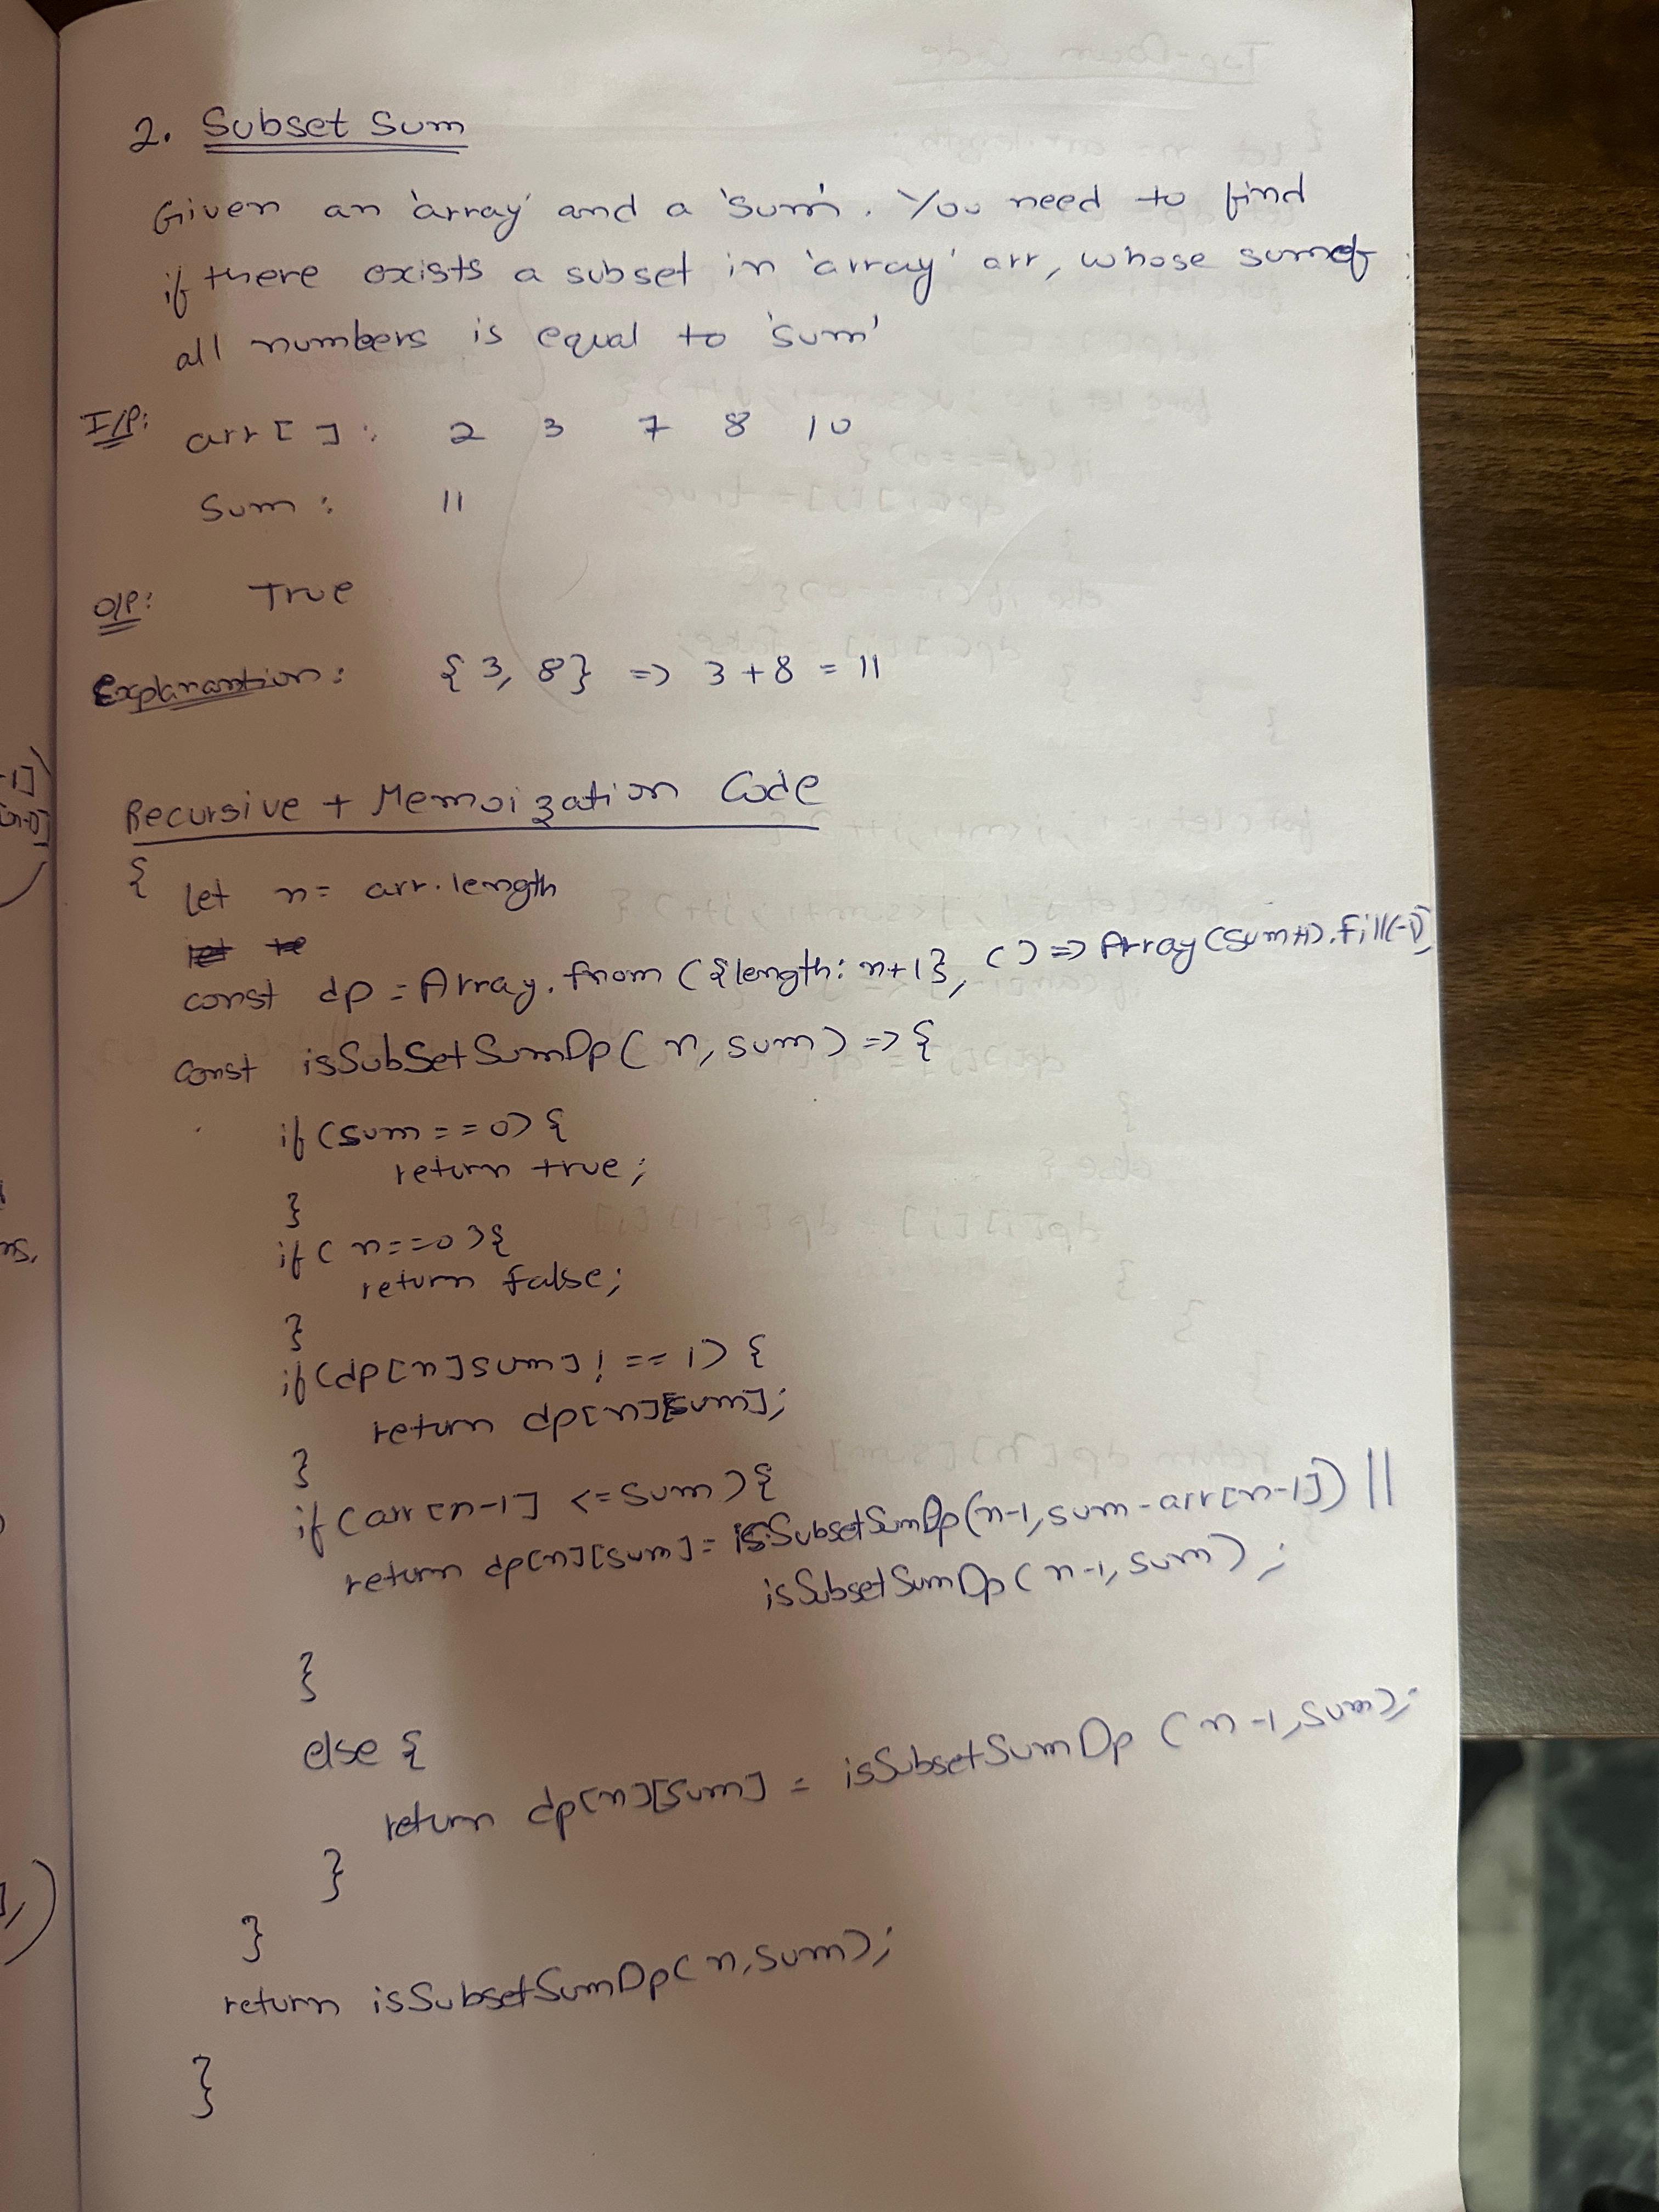 2. Subset Sum
Given an 'array' and a 'sum'. You need to find
if there exists a subset in 'array' arr, whose sum of
all numbers is equal to 'sum'
I/P: arr[ ] : 2 3 7 8 10
Sum : 11
O/P: True
Explanantion: {3, 8} => 3+8 = 11
Recursive + Memoization Code
{
let n = arr.length
const dp = Array.from({length: n+1}, () => Array(sum+1).fill(-1)
const isSubSetSumDp( n, sum) => {
if (sum == 0) {
return true;
}
if ( n==0 ){
return false;
}
if(dp[n]sum] ! == 1) {
return dp[n][sum];
}
if (arr[n-1] <= sum ) {
return dp[n][sum] = isSubsetSumDp(n-1, sum - arr[n-1]) ||
isSubsetSumDp( n-1, sum) ;
}
else {
return dp[n][sum] = isSubsetSumDp ( n-1, sum);
}
}
return isSubsetSumDp( n, sum);
}